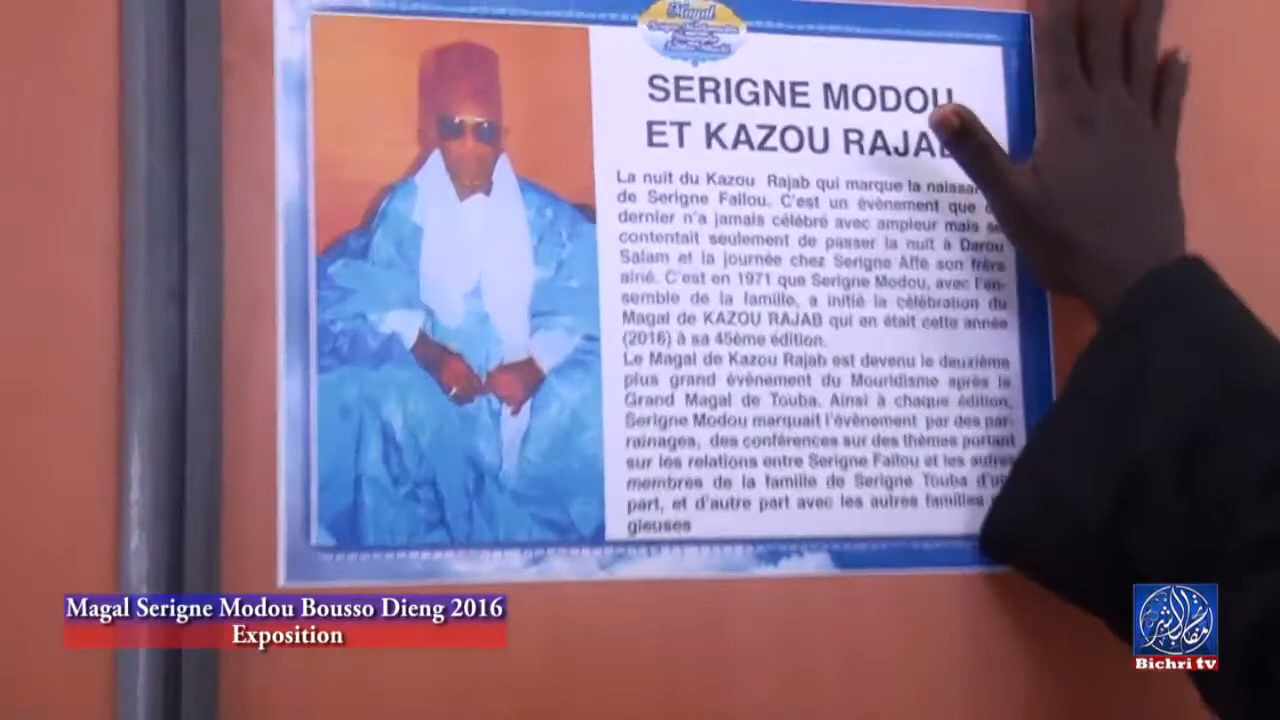 Magal
SERIGNE MODOU
ET KAZOU RAJAB
La nuit du Kazou Rajab qui marque la naissan
de Serigne Fallou. C'est un évènement que
dernier n'a jamais célébré avec ampleur mais se
contentait seulement de passer la nuit à Darou
Salam et la journée chez Serigne Affé son frère
ainé. C'est en 1971 que Serigne Modou, avec l'en-
semble de la famille, a initié la célébration du
Magal de KAZOU RAJAB qui en était cette année
(2016) à sa 45ème édition.
Le Magal de Kazou Rajab est devenu le deuxième
plus grand évènement du Mouridisme après le
Grand Magal de Touba. Ainsi à chaque édition,
Serigne Modou marquait l'évènement par des par-
rainages, des conférences sur des thèmes portant
sur les relations entre Serigne Fallou et les autres
membres de la famille de Serigne Touba d'un
part, et d'autre part avec les autres familles
gieuses
Magal Serigne Modou Bousso Dieng 2016
Exposition
Bichri tv